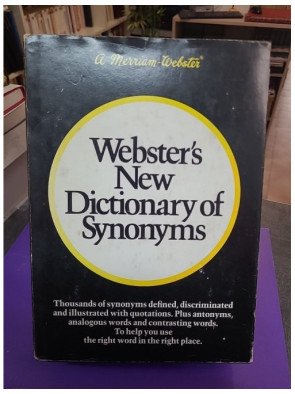 a Merriam-Webster®
Webster's
New
Dictionary of
Synonyms
Thousands of synonyms defined, discriminated
and illustrated with quotations. Plus antonyms,
analogous words and contrasting words.
To help you use
the right word in the right place.